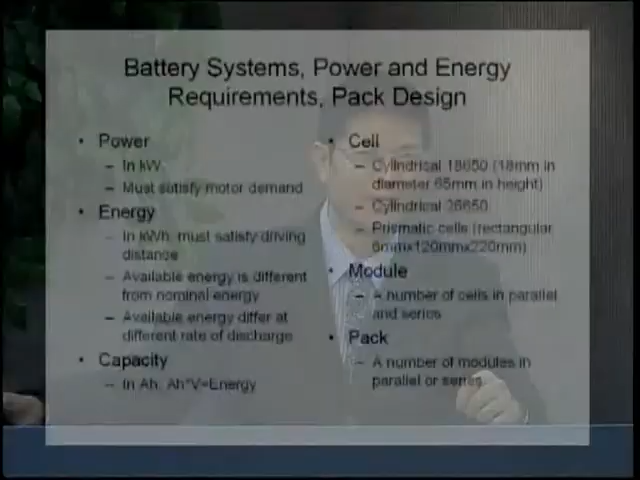 Battery Systems, Power and Energy
Requirements, Pack Design
• Power
– In kW
– Must satisfy motor demand
• Energy
– In kWh, must satisfy driving
distance
– Available energy is different
from nominal energy
– Available energy differ at
different rate of discharge
• Capacity
– In Ah. Ah*V=Energy
• Cell
– Cylindrical 18650 (18mm in
diameter 65mm in height)
– Cylindrical 26650
– Prismatic cells (rectangular
6mmx120mmx220mm)
• Module
– A number of cells in parallel
and series
• Pack
– A number of modules in
parallel or series